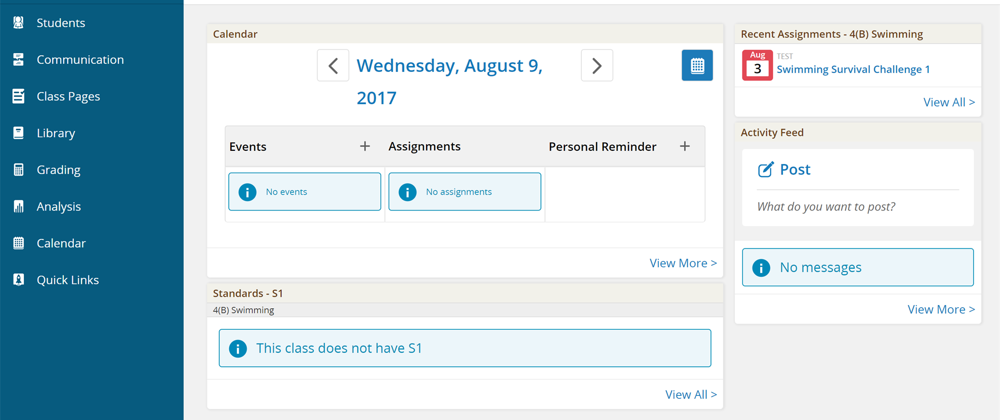 Students
Communication
Class Pages
Library
Grading
Analysis
Calendar
Quick Links
Calendar
Wednesday, August 9,
2017
Events + Assignments Personal Reminder +
No events No assignments
View More >
Standards - S1
4(B) Swimming
This class does not have S1
View All >
Recent Assignments - 4(B) Swimming
Aug
3
TEST
Swimming Survival Challenge 1
View All >
Activity Feed
Post
What do you want to post?
No messages
View More >